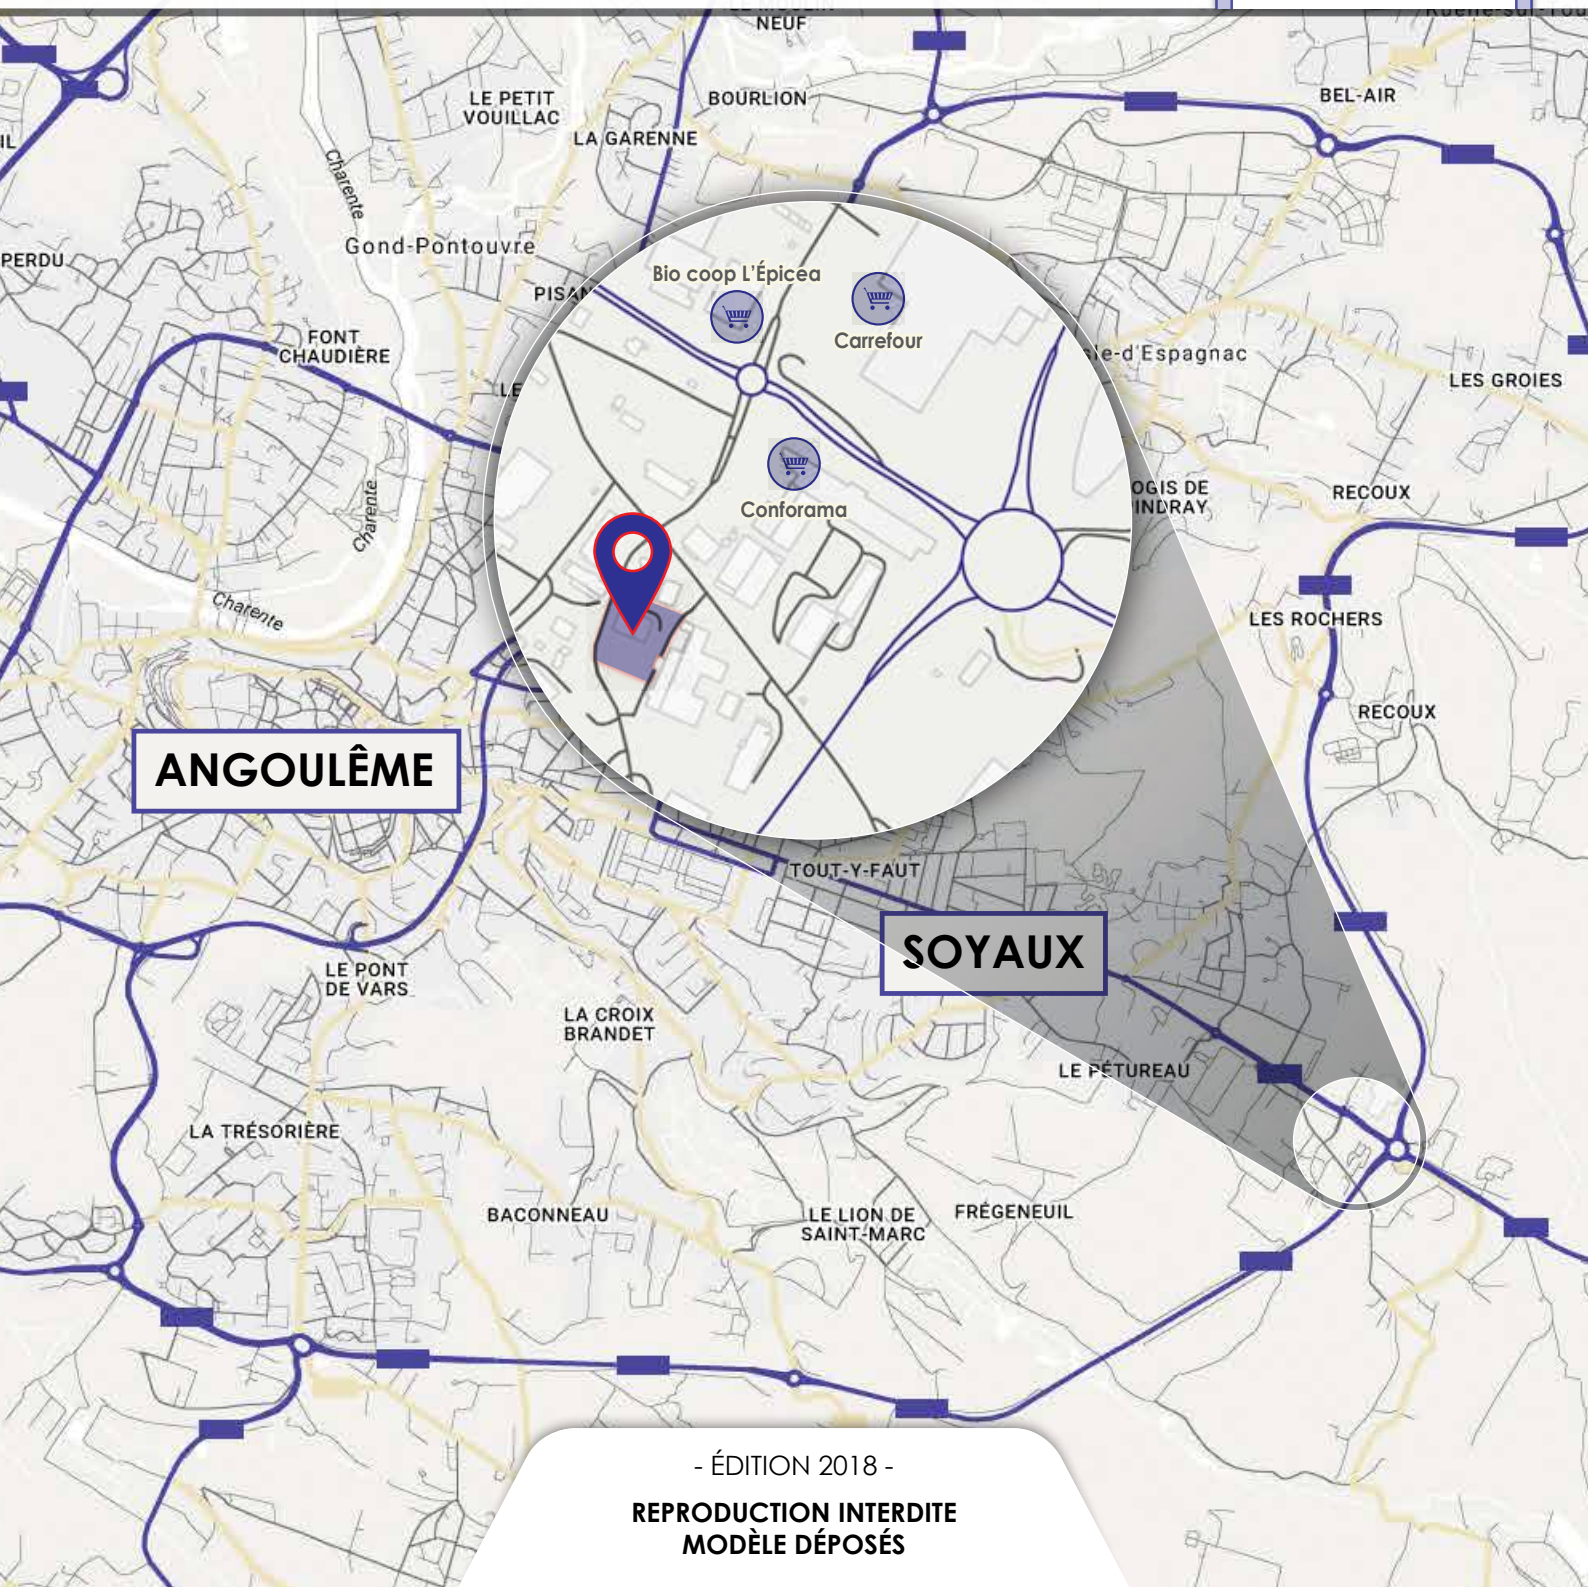 NEUF
LE PETIT
VOUILLAC
BOURLION
BEL-AIR
LA GARENNE
Charente
Gond-Pontouvre
PERDU
PISAN
Bio coop L'Épicéa
Carrefour
FONT
CHAUDIÈRE
sle-d'Espagnac
LES GROIES
LE
Conforama
OGIS DE
INDRAY
RECOUX
Charente
Charente
LES ROCHERS
RECOUX
ANGOULÊME
TOUT-Y-FAUT
SOYAUX
LE PONT
DE VARS
LA CROIX
BRANDET
LE PÉTUREAU
LA TRÉSORIÈRE
BACONNEAU
LE LION DE
SAINT-MARC
FRÉGENEUIL
- ÉDITION 2018 -
REPRODUCTION INTERDITE
MODÈLE DÉPOSÉS